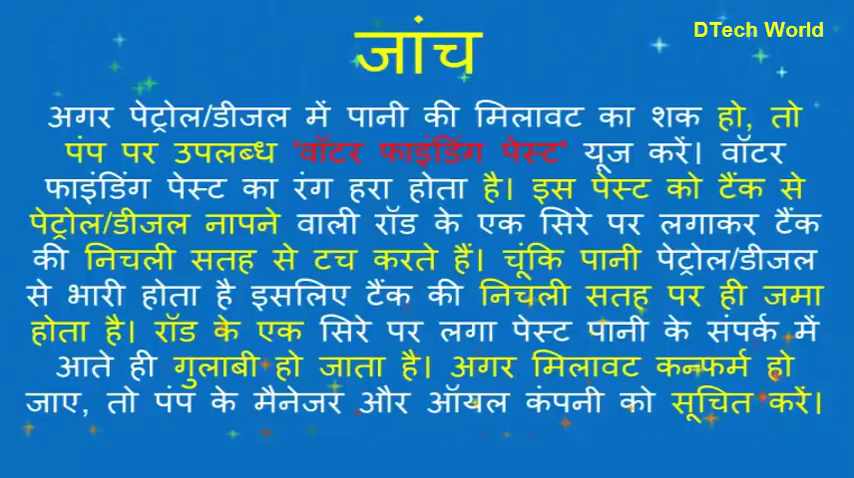 DTech World
जांच
अगर पेट्रोल/डीजल में पानी की मिलावट का शक हो, तो
पंप पर उपलब्ध 'वॉटर फाइंडिंग पेस्ट' यूज करें। वॉटर
फाइंडिंग पेस्ट का रंग हरा होता है। इस पेस्ट को टैंक से
पेट्रोल/डीजल नापने वाली रॉड के एक सिरे पर लगाकर टैंक
की निचली सतह से टच करते हैं। चूंकि पानी पेट्रोल/डीजल
से भारी होता है इसलिए टैंक की निचली सतह पर ही जमा
होता है। रॉड के एक सिरे पर लगा पेस्ट पानी के संपर्क में
आते ही गुलाबी हो जाता है। अगर मिलावट कन्फर्म हो
जाए, तो पंप के मैनेजर और ऑयल कंपनी को सूचित करें।